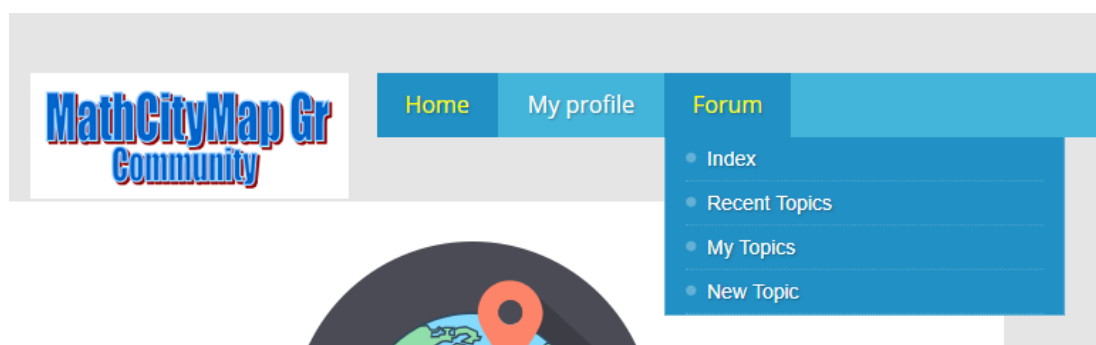 MathCityMap Gr
Community
Home My profile Forum
Index
Recent Topics
My Topics
New Topic